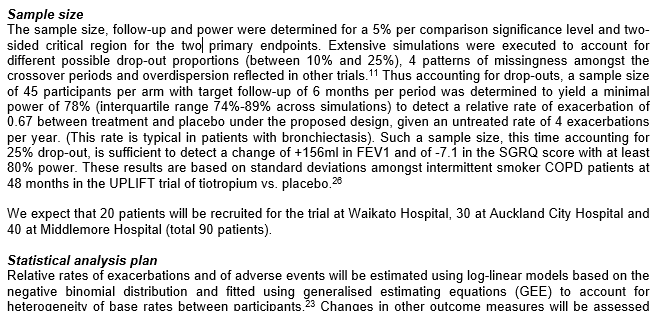 Sample size
The sample size, follow-up and power were determined for a 5% per comparison significance level and two-
sided critical region for the two primary endpoints. Extensive simulations were executed to account for
different possible drop-out proportions (between 10% and 25%), 4 patterns of missingness amongst the
crossover periods and overdispersion reflected in other trials.11 Thus accounting for drop-outs, a sample size
of 45 participants per arm with target follow-up of 6 months per period was determined to yield a minimal
power of 78% (interquartile range 74%-89% across simulations) to detect a relative rate of exacerbation of
0.67 between treatment and placebo under the proposed design, given an untreated rate of 4 exacerbations
per year. (This rate is typical in patients with bronchiectasis). Such a sample size, this time accounting for
25% drop-out, is sufficient to detect a change of +156ml in FEV1 and of -7.1 in the SGRQ score with at least
80% power. These results are based on standard deviations amongst intermittent smoker COPD patients at
48 months in the UPLIFT trial of tiotropium vs. placebo.26
We expect that 20 patients will be recruited for the trial at Waikato Hospital, 30 at Auckland City Hospital and
40 at Middlemore Hospital (total 90 patients).
Statistical analysis plan
Relative rates of exacerbations and of adverse events will be estimated using log-linear models based on the
negative binomial distribution and fitted using generalised estimating equations (GEE) to account for
heterogeneity of base rates between participants.23 Changes in other outcome measures will be assessed